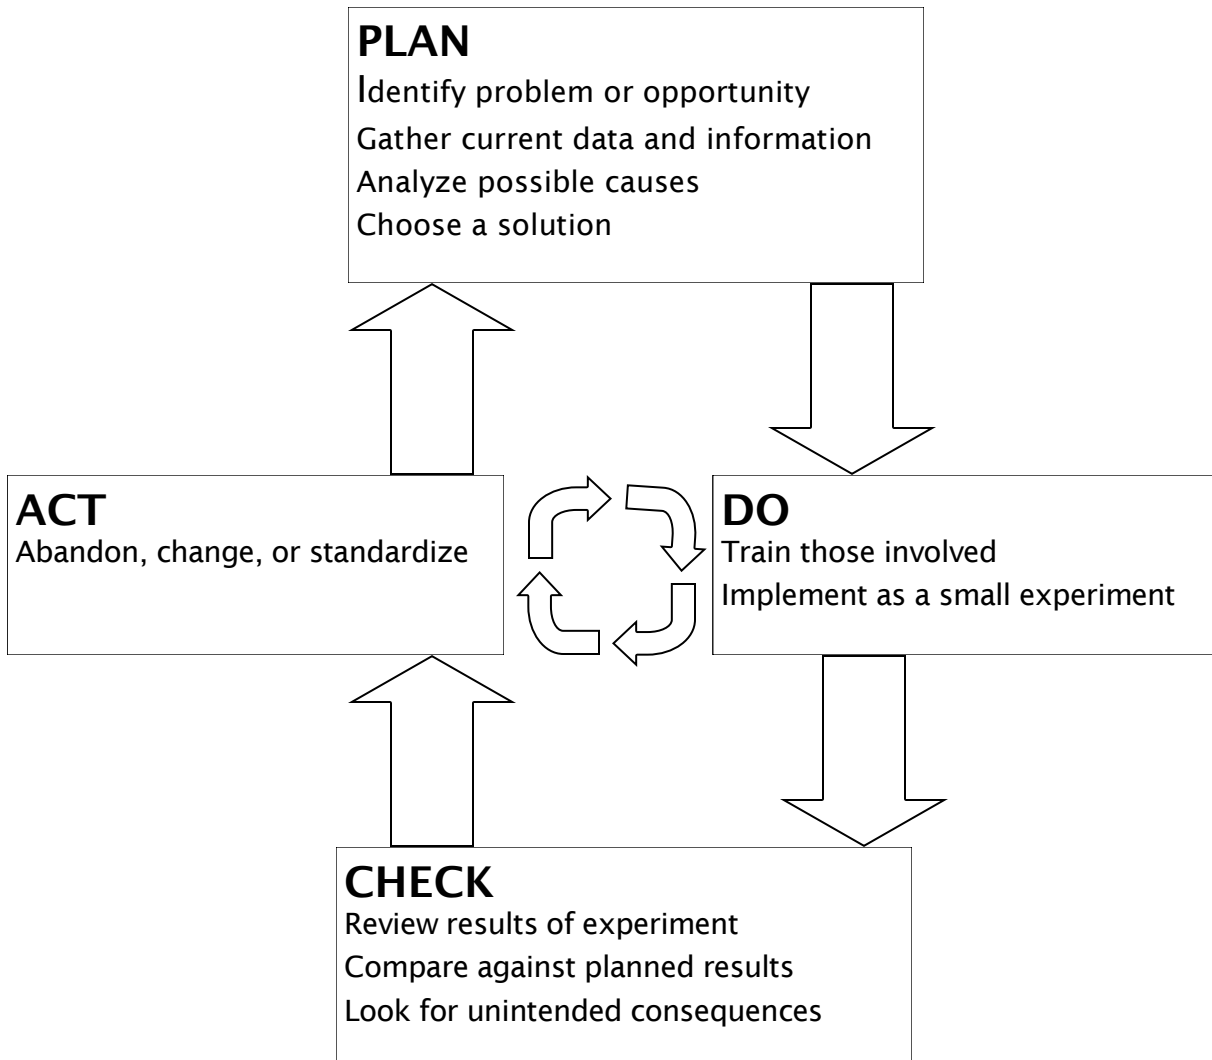 PLAN
Identify problem or opportunity
Gather current data and information
Analyze possible causes
Choose a solution
ACT
Abandon, change, or standardize
DO
Train those involved
Implement as a small experiment
CHECK
Review results of experiment
Compare against planned results
Look for unintended consequences